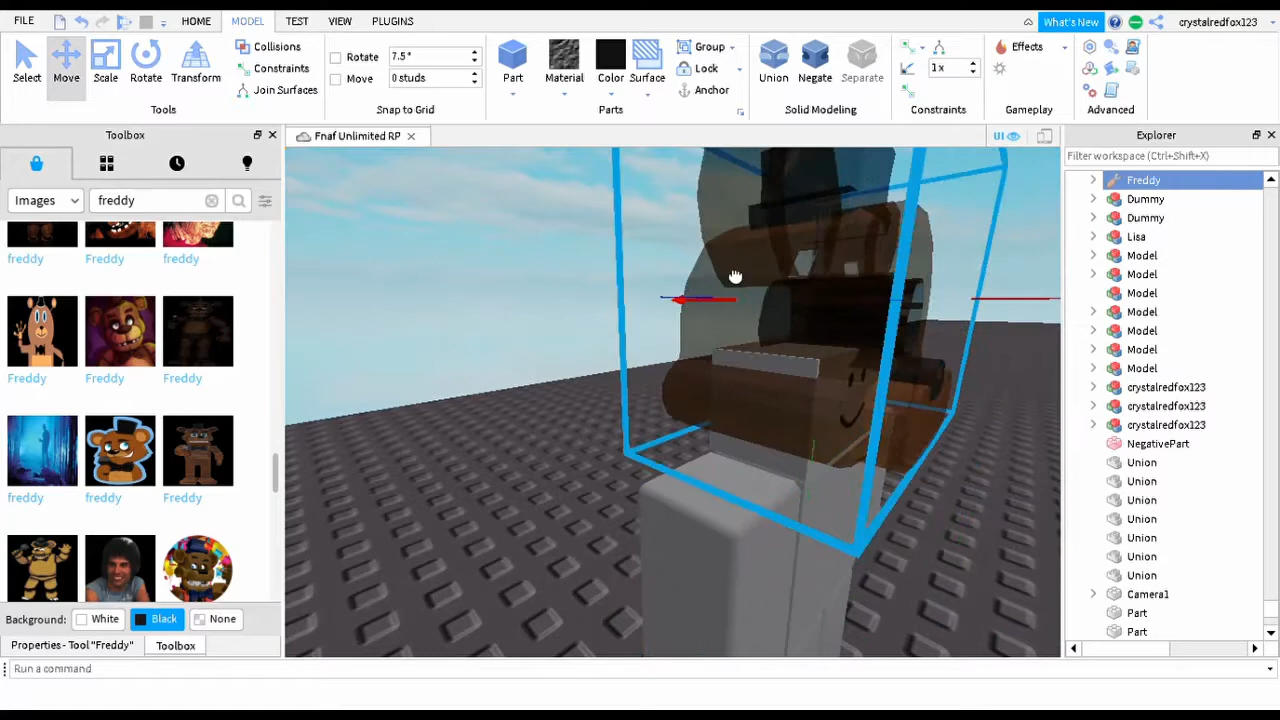 FILE HOME MODEL TEST VIEW PLUGINS What's New crystalredfox123
Select Move Scale Rotate Transform
Collisions
Constraints
Join Surfaces
Tools
Rotate 7.5°
Move 0 studs
Snap to Grid
Part Material Color Surface
Group
Lock
Anchor
Parts
Union Negate Separate
Solid Modeling
1x
Constraints
Effects
Gameplay
Advanced
Toolbox
Images freddy
freddy Freddy freddy
Freddy Freddy Freddy
freddy freddy Freddy
Background: White Black None
Properties - Tool "Freddy" Toolbox
Run a command
Fnaf Unlimited RP
UI
Explorer
Filter workspace (Ctrl+Shift+X)
Freddy
Dummy
Dummy
Lisa
Model
Model
Model
Model
Model
Model
Model
crystalredfox123
crystalredfox123
crystalredfox123
NegativePart
Union
Union
Union
Union
Union
Union
Union
Camera1
Part
Part